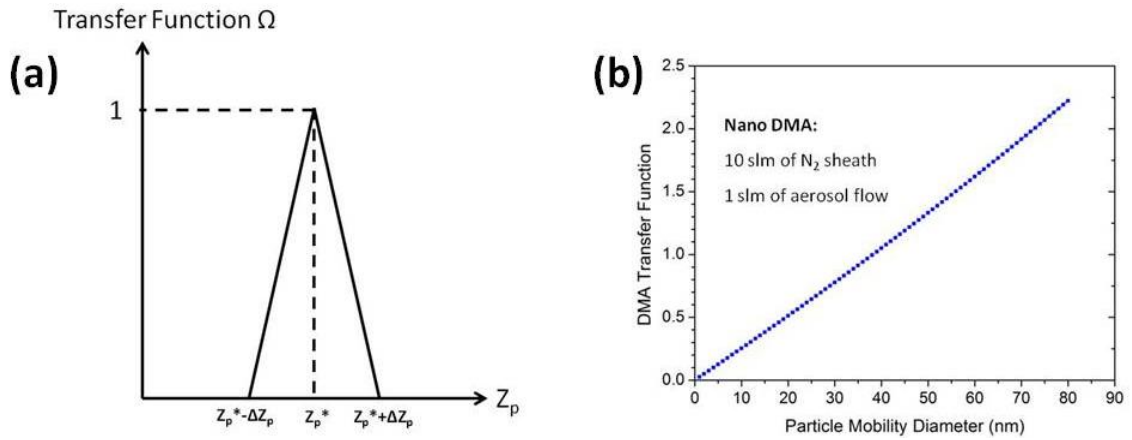 Transfer Function Ω
(a)
1
Zp*-ΔZp
Zp*
Zp*+ΔZp
Zp
(b)
2.5
2.0
1.5
1.0
0.5
0.0
DMA Transfer Function
Nano DMA:
10 slm of N2 sheath
1 slm of aerosol flow
0 10 20 30 40 50 60 70 80 90
Particle Mobility Diameter (nm)